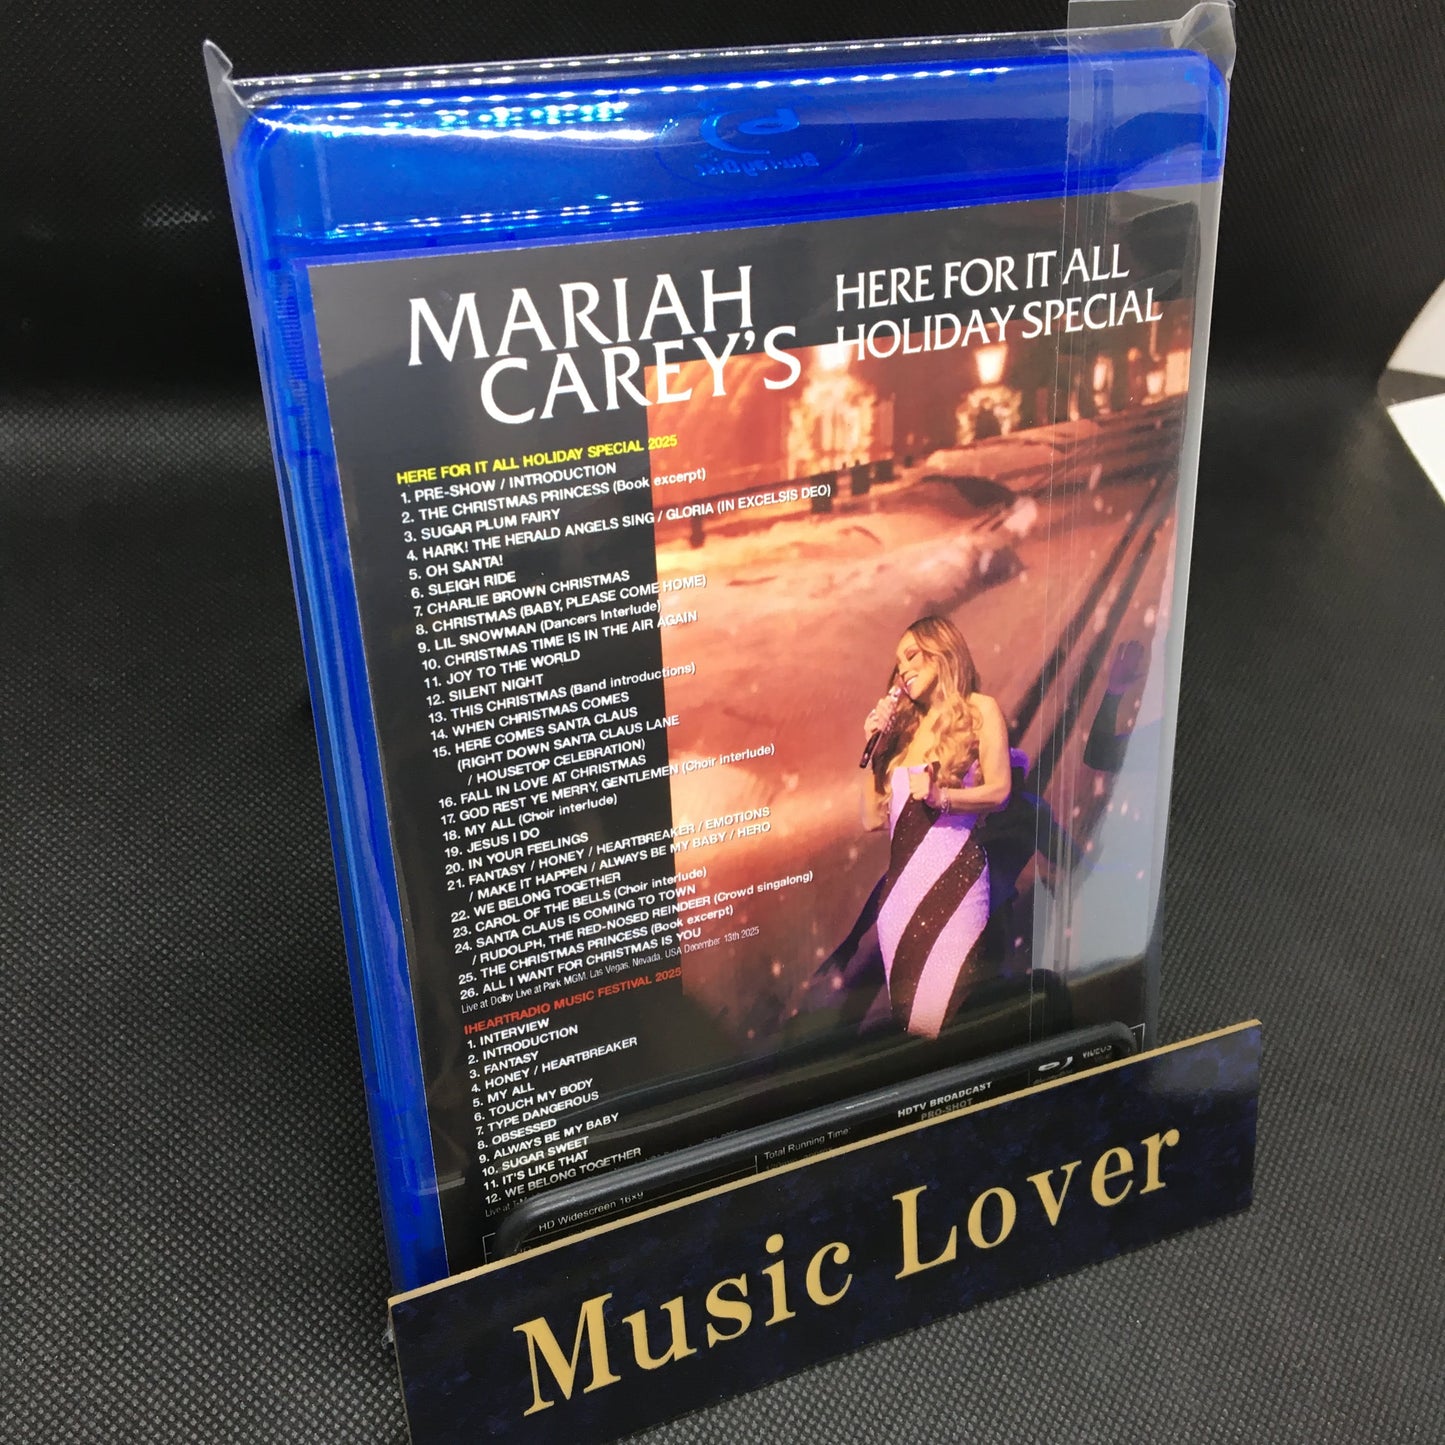 Blu-ray Disc
MARIAH
CAREY'S
HERE FOR IT ALL
HOLIDAY SPECIAL
HERE FOR IT ALL HOLIDAY SPECIAL 2025
1. PRE-SHOW / INTRODUCTION
2. THE CHRISTMAS PRINCESS (Book excerpt)
3. SUGAR PLUM FAIRY
4. HARK! THE HERALD ANGELS SING / GLORIA (IN EXCELSIS DEO)
5. OH SANTA!
6. SLEIGH RIDE
7. CHARLIE BROWN CHRISTMAS
8. CHRISTMAS (BABY, PLEASE COME HOME)
9. LIL SNOWMAN (Dancers Interlude)
10. CHRISTMAS TIME IS IN THE AIR AGAIN
11. JOY TO THE WORLD
12. SILENT NIGHT
13. THIS CHRISTMAS (Band introductions)
14. WHEN CHRISTMAS COMES
15. HERE COMES SANTA CLAUS
(RIGHT DOWN SANTA CLAUS LANE
/ HOUSETOP CELEBRATION)
16. FALL IN LOVE AT CHRISTMAS
17. GOD REST YE MERRY, GENTLEMEN (Choir interlude)
18. MY ALL (Choir interlude)
19. JESUS I DO
20. IN YOUR FEELINGS
21. FANTASY / HONEY / HEARTBREAKER / EMOTIONS
/ MAKE IT HAPPEN / ALWAYS BE MY BABY / HERO
22. WE BELONG TOGETHER
23. CAROL OF THE BELLS (Choir interlude)
24. SANTA CLAUS IS COMING TO TOWN
/ RUDOLPH, THE RED-NOSED REINDEER (Crowd singalong)
25. THE CHRISTMAS PRINCESS (Book excerpt)
26. ALL I WANT FOR CHRISTMAS IS YOU
Live at Dolby Live at Park MGM, Las Vegas, Nevada, USA December 13th 2025
IHEARTRADIO MUSIC FESTIVAL 2025
1. INTERVIEW
2. INTRODUCTION
3. FANTASY
4. HONEY / HEARTBREAKER
5. MY ALL
6. TOUCH MY BODY
7. TYPE DANGEROUS
8. OBSESSED
9. ALWAYS BE MY BABY
10. SUGAR SWEET
11. IT'S LIKE THAT
12. WE BELONG TOGETHER
Live at
HD Widescreen 16x9
Total Running Time:
HDTV BROADCAST
PRO-SHOT
VIDEOS
Music Lover